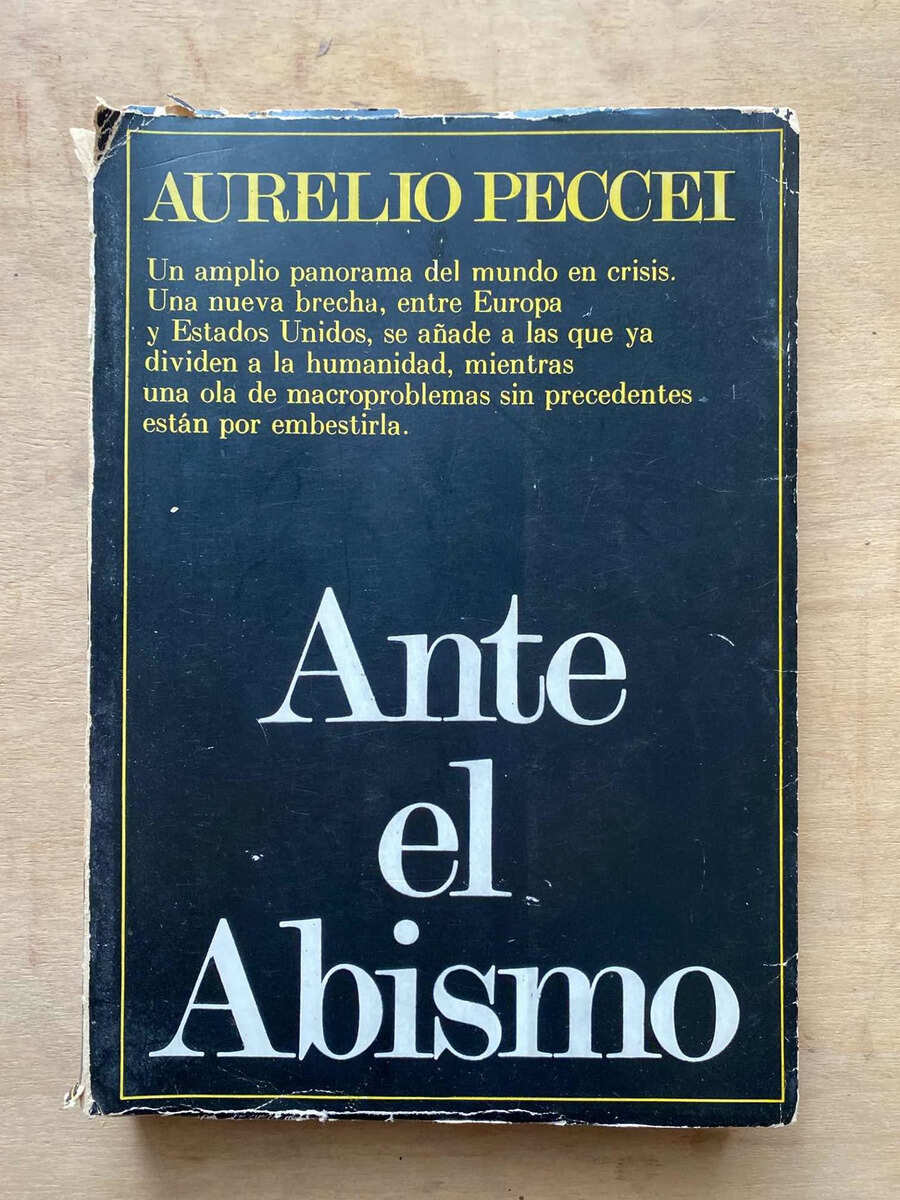 AURELIO PECCEI
Un amplio panorama del mundo en crisis.
Una nueva brecha, entre Europa
y Estados Unidos, se añade a las que ya
dividen a la humanidad, mientras
una ola de macroproblemas sin precedentes
están por embestirla.
Ante
el
Abismo